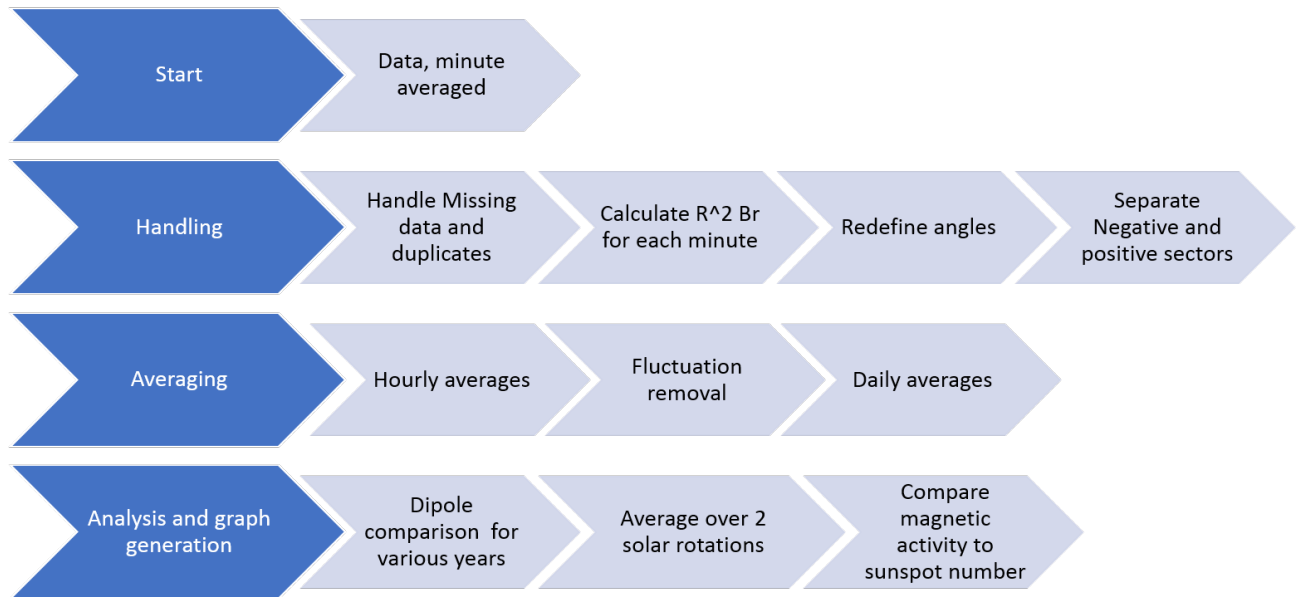 Start
Data, minute
averaged
Handling
Handle Missing
data and
duplicates
Calculate R^2 Br
for each minute
Redefine angles
Separate
Negative and
positive sectors
Averaging
Hourly averages
Fluctuation
removal
Daily averages
Analysis and graph
generation
Dipole
comparison for
various years
Average over 2
solar rotations
Compare
magnetic
activity to
sunspot number